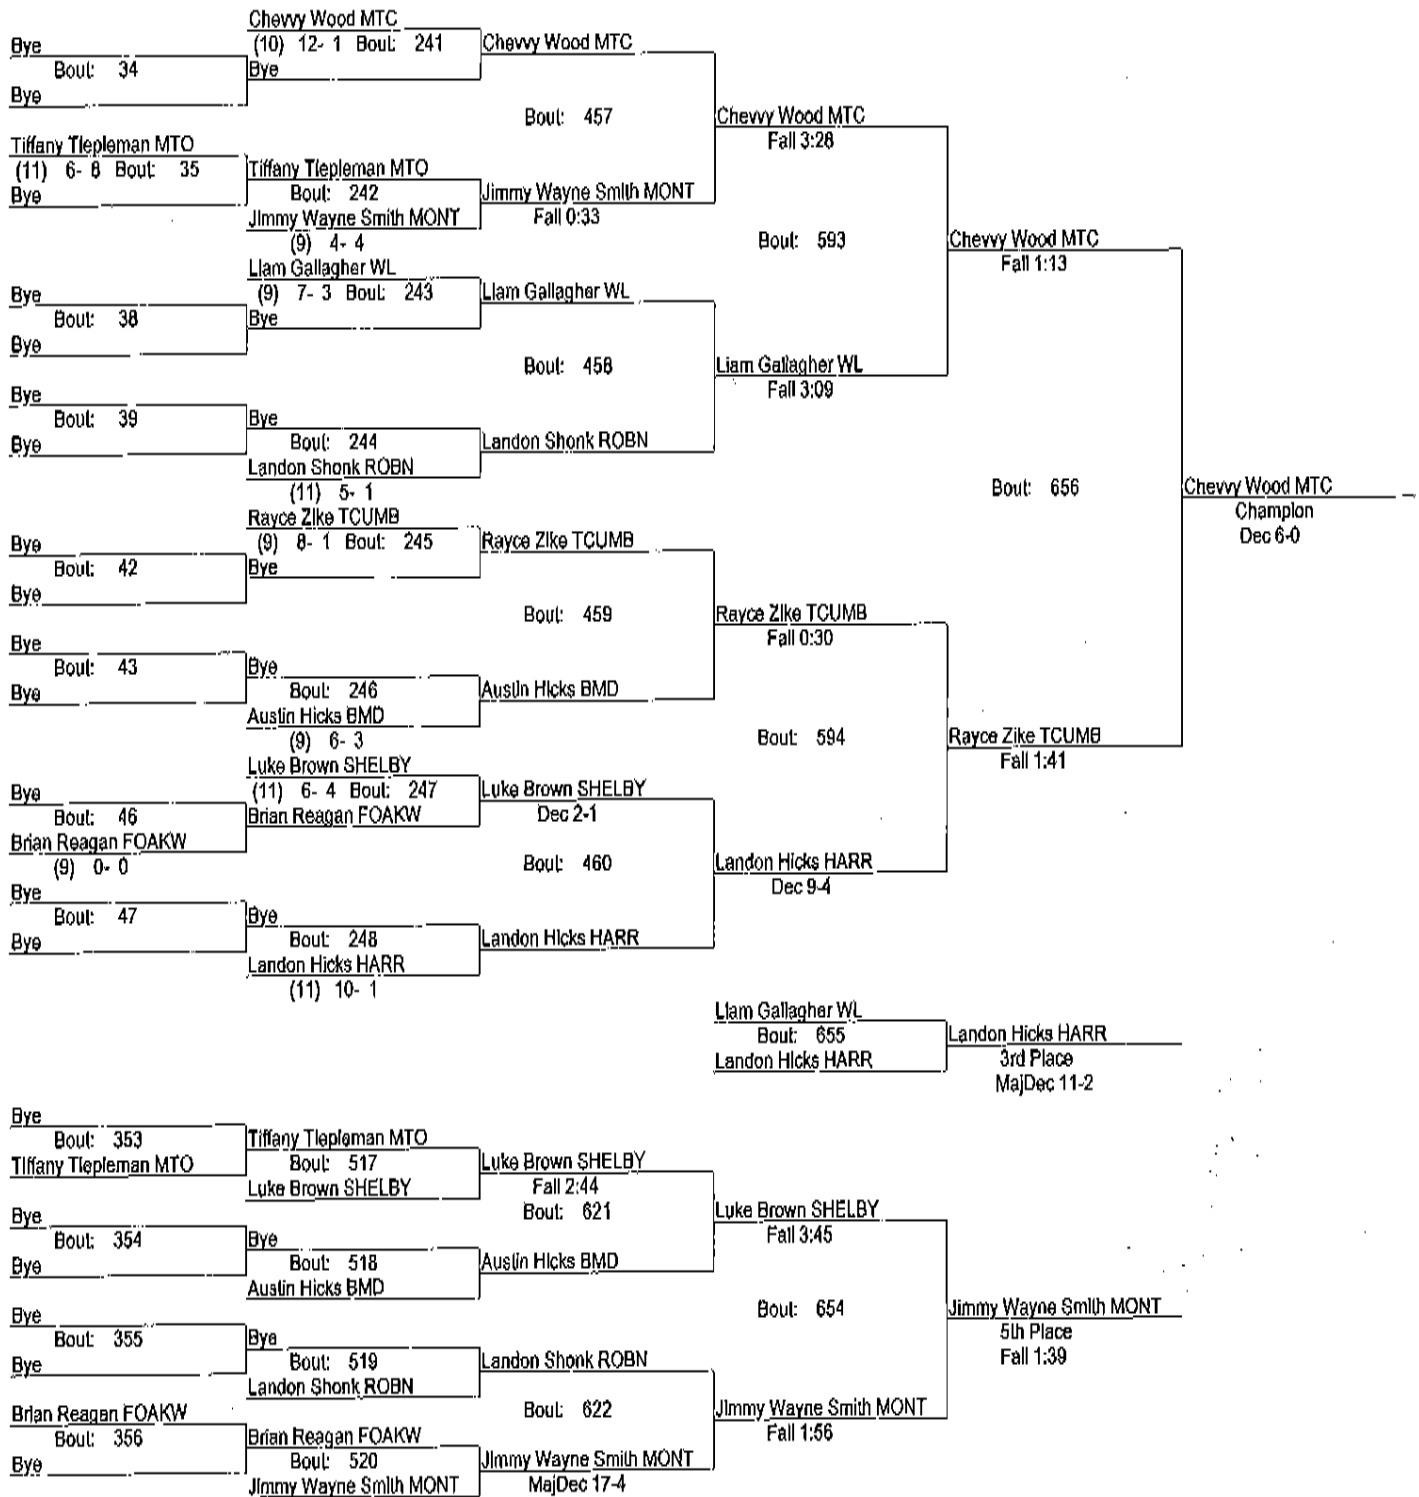 Chevvy Wood MTC
Bye
(10) 12- 1 Bout: 241
Chevvy Wood MTC
Bout: 34
Bye
Bye
Bout: 457
Chevvy Wood MTC
Fall 3:28
Tiffany Tiepleman MTO
(11) 6- 8 Bout: 35
Tiffany Tiepleman MTO
Bye
Bout: 242
Jimmy Wayne Smith MONT
Jimmy Wayne Smith MONT
Fall 0:33
(9) 4- 4
Bout: 593
Chevvy Wood MTC
Fall 1:13
Liam Gallagher WL
Bye
(9) 7- 3 Bout: 243
Liam Gallagher WL
Bout: 38
Bye
Bye
Bout: 458
Liam Gallagher WL
Fall 3:09
Bye
Bout: 39
Bye
Bye
Bout: 244
Landon Shonk ROBN
Landon Shonk ROBN
(11) 5- 1
Bout: 656
Chevvy Wood MTC
Champion
Dec 6-0
Rayce Zike TCUMB
Bye
(9) 8- 1 Bout: 245
Rayce Zike TCUMB
Bout: 42
Bye
Bye
Bout: 459
Rayce Zike TCUMB
Fall 0:30
Bye
Bout: 43
Bye
Bye
Bout: 246
Austin Hicks BMD
Austin Hicks BMD
(9) 6- 3
Bout: 594
Rayce Zike TCUMB
Fall 1:41
Luke Brown SHELBY
Bye
(11) 6- 4 Bout: 247
Luke Brown SHELBY
Bout: 46
Brian Reagan FOAKW
Dec 2-1
Brian Reagan FOAKW
(9) 0- 0
Bout: 460
Landon Hicks HARR
Dec 9-4
Bye
Bout: 47
Bye
Bye
Bout: 248
Landon Hicks HARR
Landon Hicks HARR
(11) 10- 1
Liam Gallagher WL
Bout: 655
Landon Hicks HARR
Landon Hicks HARR
3rd Place
MajDec 11-2
Bye
Bout: 353
Tiffany Tiepleman MTO
Tiffany Tiepleman MTO
Bout: 517
Luke Brown SHELBY
Luke Brown SHELBY
Fall 2:44
Bout: 621
Luke Brown SHELBY
Fall 3:45
Bye
Bout: 354
Bye
Bye
Bout: 518
Austin Hicks BMD
Austin Hicks BMD
Bout: 654
Jimmy Wayne Smith MONT
5th Place
Fall 1:39
Bye
Bout: 355
Bye
Bye
Bout: 519
Landon Shonk ROBN
Landon Shonk ROBN
Bout: 622
Jimmy Wayne Smith MONT
Fall 1:56
Brian Reagan FOAKW
Bout: 356
Bye
Brian Reagan FOAKW
Bout: 520
Jimmy Wayne Smith MONT
Jimmy Wayne Smith MONT
MajDec 17-4